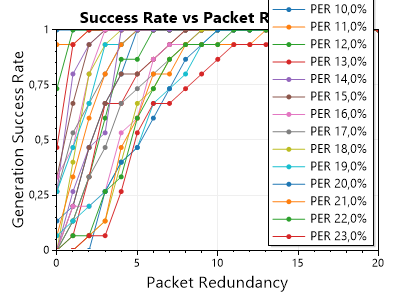 Success Rate vs Packet R
PER 10,0%
PER 11,0%
PER 12,0%
PER 13,0%
PER 14,0%
PER 15,0%
PER 16,0%
PER 17,0%
PER 18,0%
PER 19,0%
PER 20,0%
PER 21,0%
PER 22,0%
PER 23,0%
Generation Success Rate
1
0,75
0,5
0,25
0
0
5
10
15
20
Packet Redundancy